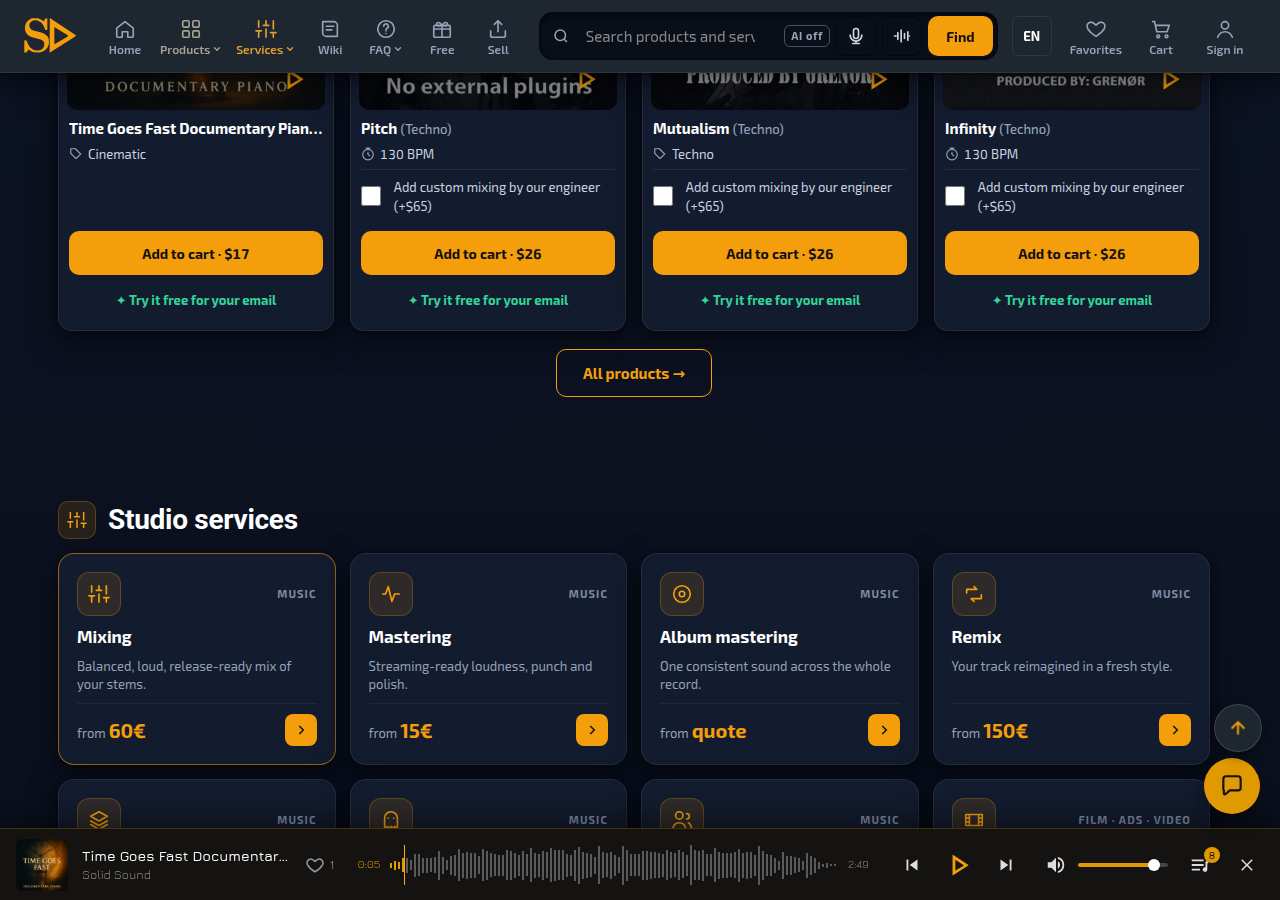 SD
Home
Products
Services
Wiki
FAQ
Free
Sell
Search products and serv
AI off
Find
EN
Favorites
Cart
Sign in
DOCUMENTARY PIANO
No external plugins
PRODUCED BY GRENØR
PRODUCED BY: GRENØR
Time Goes Fast Documentary Pian...
Cinematic
Pitch (Techno)
130 BPM
Add custom mixing by our engineer
(+$65)
Mutualism (Techno)
Techno
Add custom mixing by our engineer
(+$65)
Infinity (Techno)
130 BPM
Add custom mixing by our engineer
(+$65)
Add to cart · $17
Add to cart · $26
Add to cart · $26
Add to cart · $26
✦ Try it free for your email
✦ Try it free for your email
✦ Try it free for your email
✦ Try it free for your email
All products →
Studio services
MUSIC
Mixing
Balanced, loud, release-ready mix of
your stems.
from 60€
MUSIC
Mastering
Streaming-ready loudness, punch and
polish.
from 15€
MUSIC
Album mastering
One consistent sound across the whole
record.
from quote
MUSIC
Remix
Your track reimagined in a fresh style.
from 150€
MUSIC
MUSIC
MUSIC
FILM · ADS · VIDEO
TIME GOES
FAST
Time Goes Fast Documentar...
Solid Sound
1
0:05
2:49
8